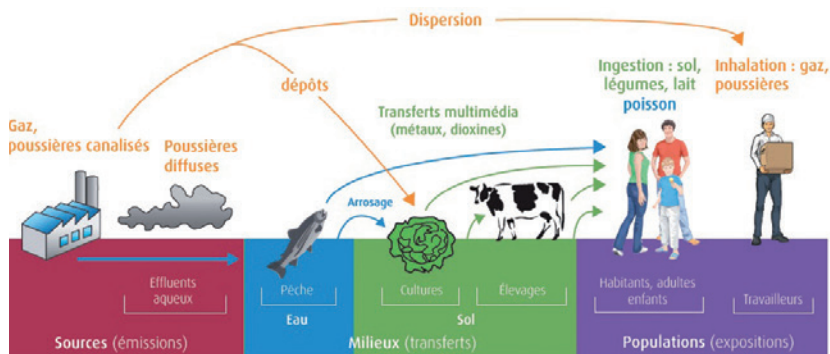 Dispersion
dépôts
Gaz,
poussières canalisés
Poussières
diffuses
Transferts multimédia
(métaux, dioxines)
Ingestion : sol,
légumes, lait
poisson
Inhalation : gaz,
poussières
Arrosage
Effluents
aqueux
Pêche
Cultures
Élevages
Habitants, adultes
enfants
Travailleurs
Eau
Sol
Sources (émissions)
Milieux (transferts)
Populations (expositions)